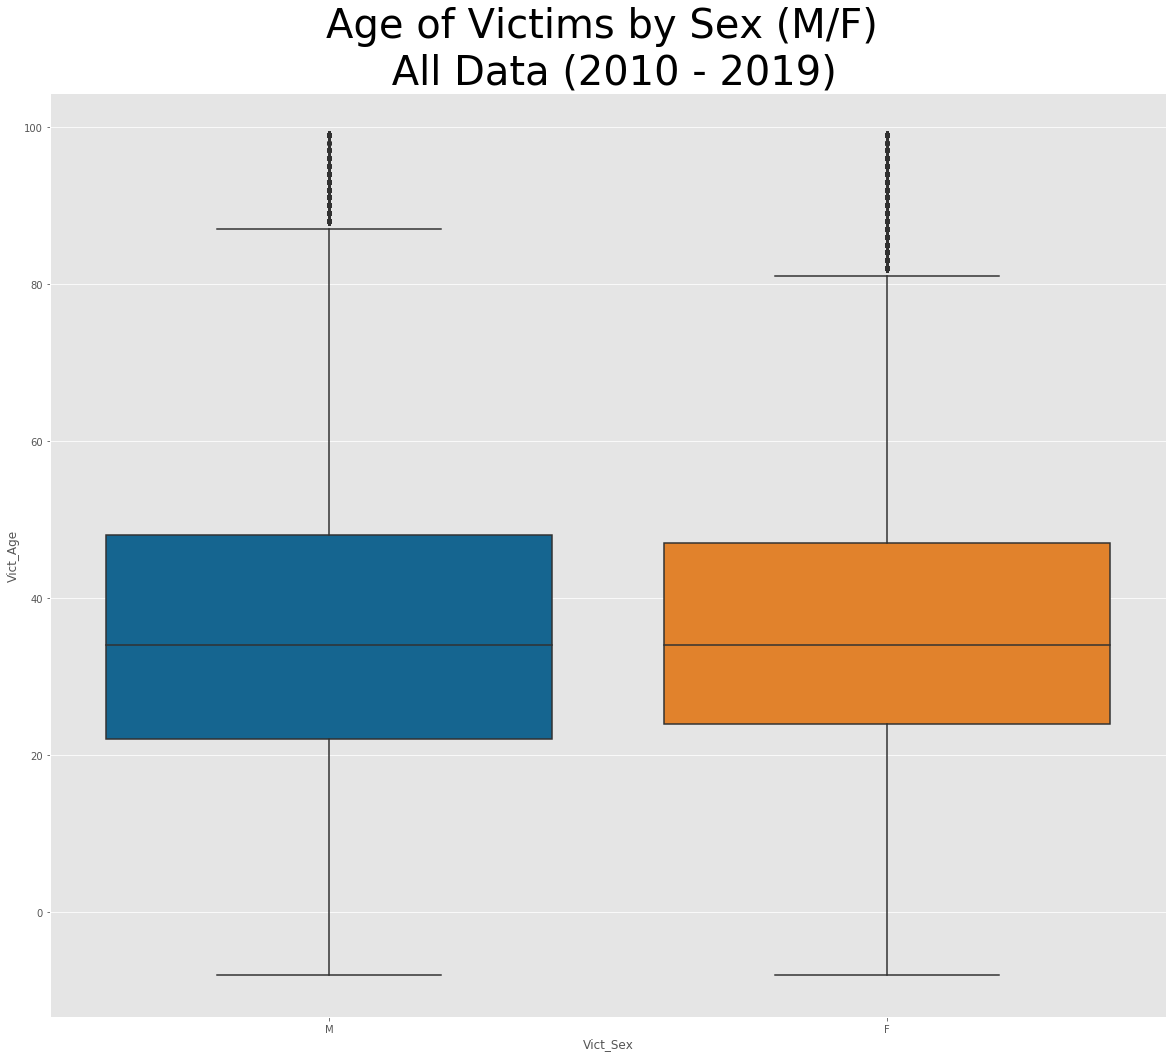 Age of Victims by Sex (M/F)
All Data (2010 - 2019)
100
80
60
40
20
0
Vict_Age
M
F
Vict_Sex